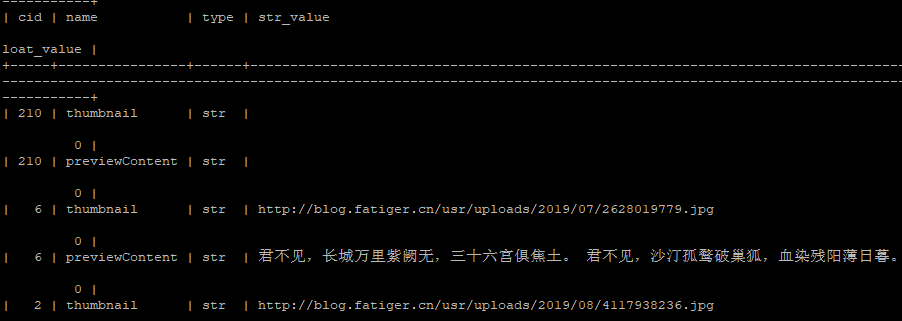 -----------+
| cid | name           | type | str_value
loat_value |
+-----+----------------+------+---------------------------------------------------------------------------------
-----------------------------------------------------------------------------------------------------------------
-----------+
| 210 | thumbnail      | str  |
0 |
| 210 | previewContent | str  |
0 |
|   6 | thumbnail      | str  | http://blog.fatiger.cn/usr/uploads/2019/07/2628019779.jpg
0 |
|   6 | previewContent | str  | 君不见，长城万里紫阙无，三十六宫俱焦土。 君不见，沙汀孤鹜破巢狐，血染残阳薄日暮。
0 |
|   2 | thumbnail      | str  | http://blog.fatiger.cn/usr/uploads/2019/08/4117938236.jpg